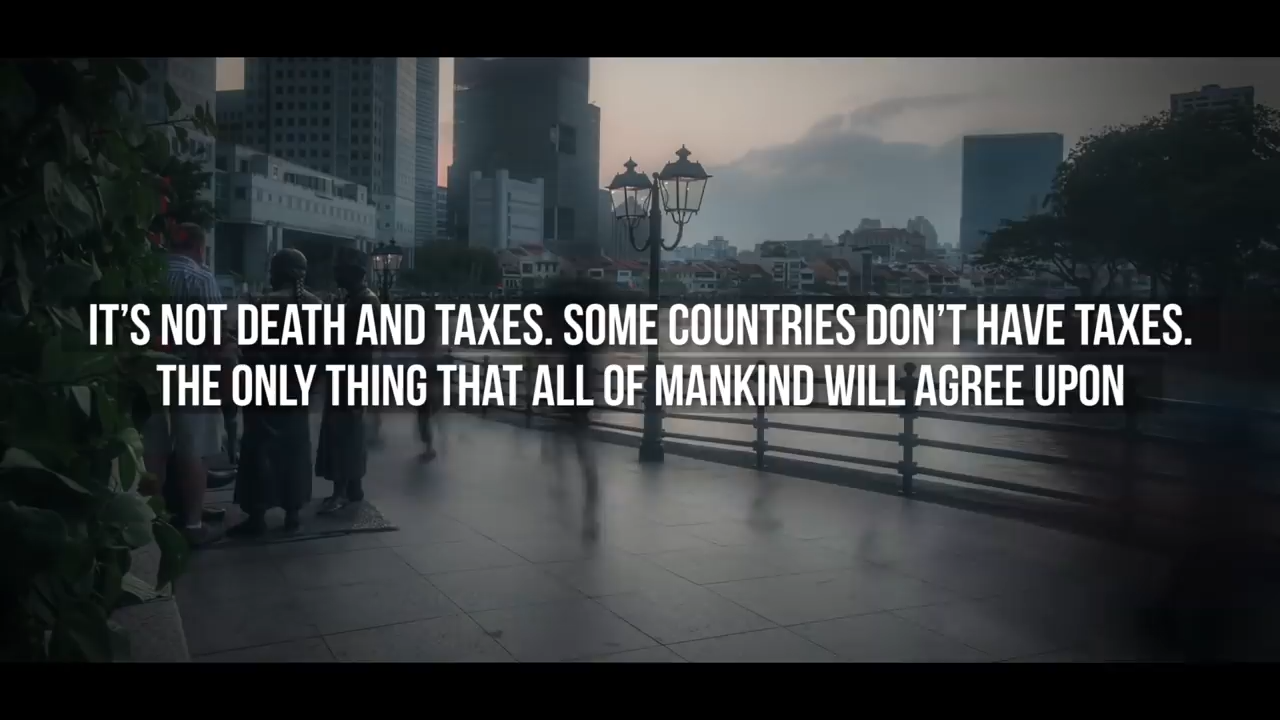 IT'S NOT DEATH AND TAXES. SOME COUNTRIES DON'T HAVE TAXES.
THE ONLY THING THAT ALL OF MANKIND WILL AGREE UPON